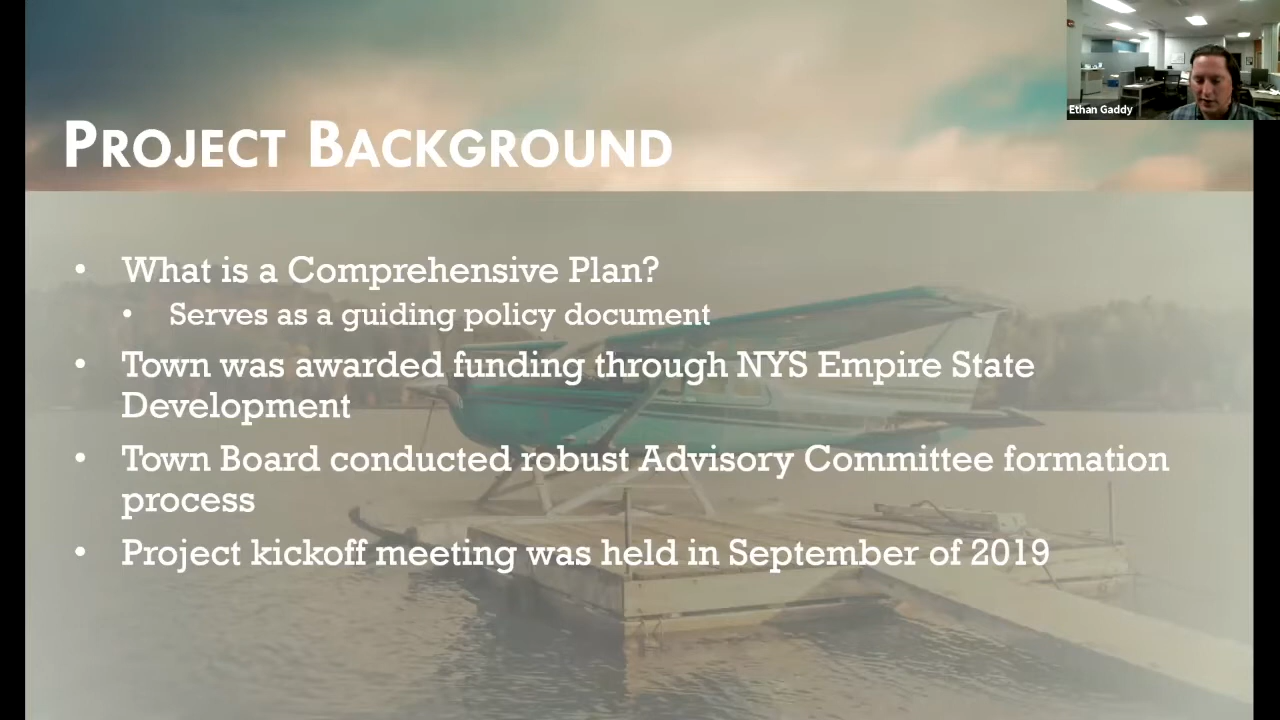 Ethan Gaddy
PROJECT BACKGROUND
• What is a Comprehensive Plan?
• Serves as a guiding policy document
• Town was awarded funding through NYS Empire State
Development
• Town Board conducted robust Advisory Committee formation
process
• Project kickoff meeting was held in September of 2019